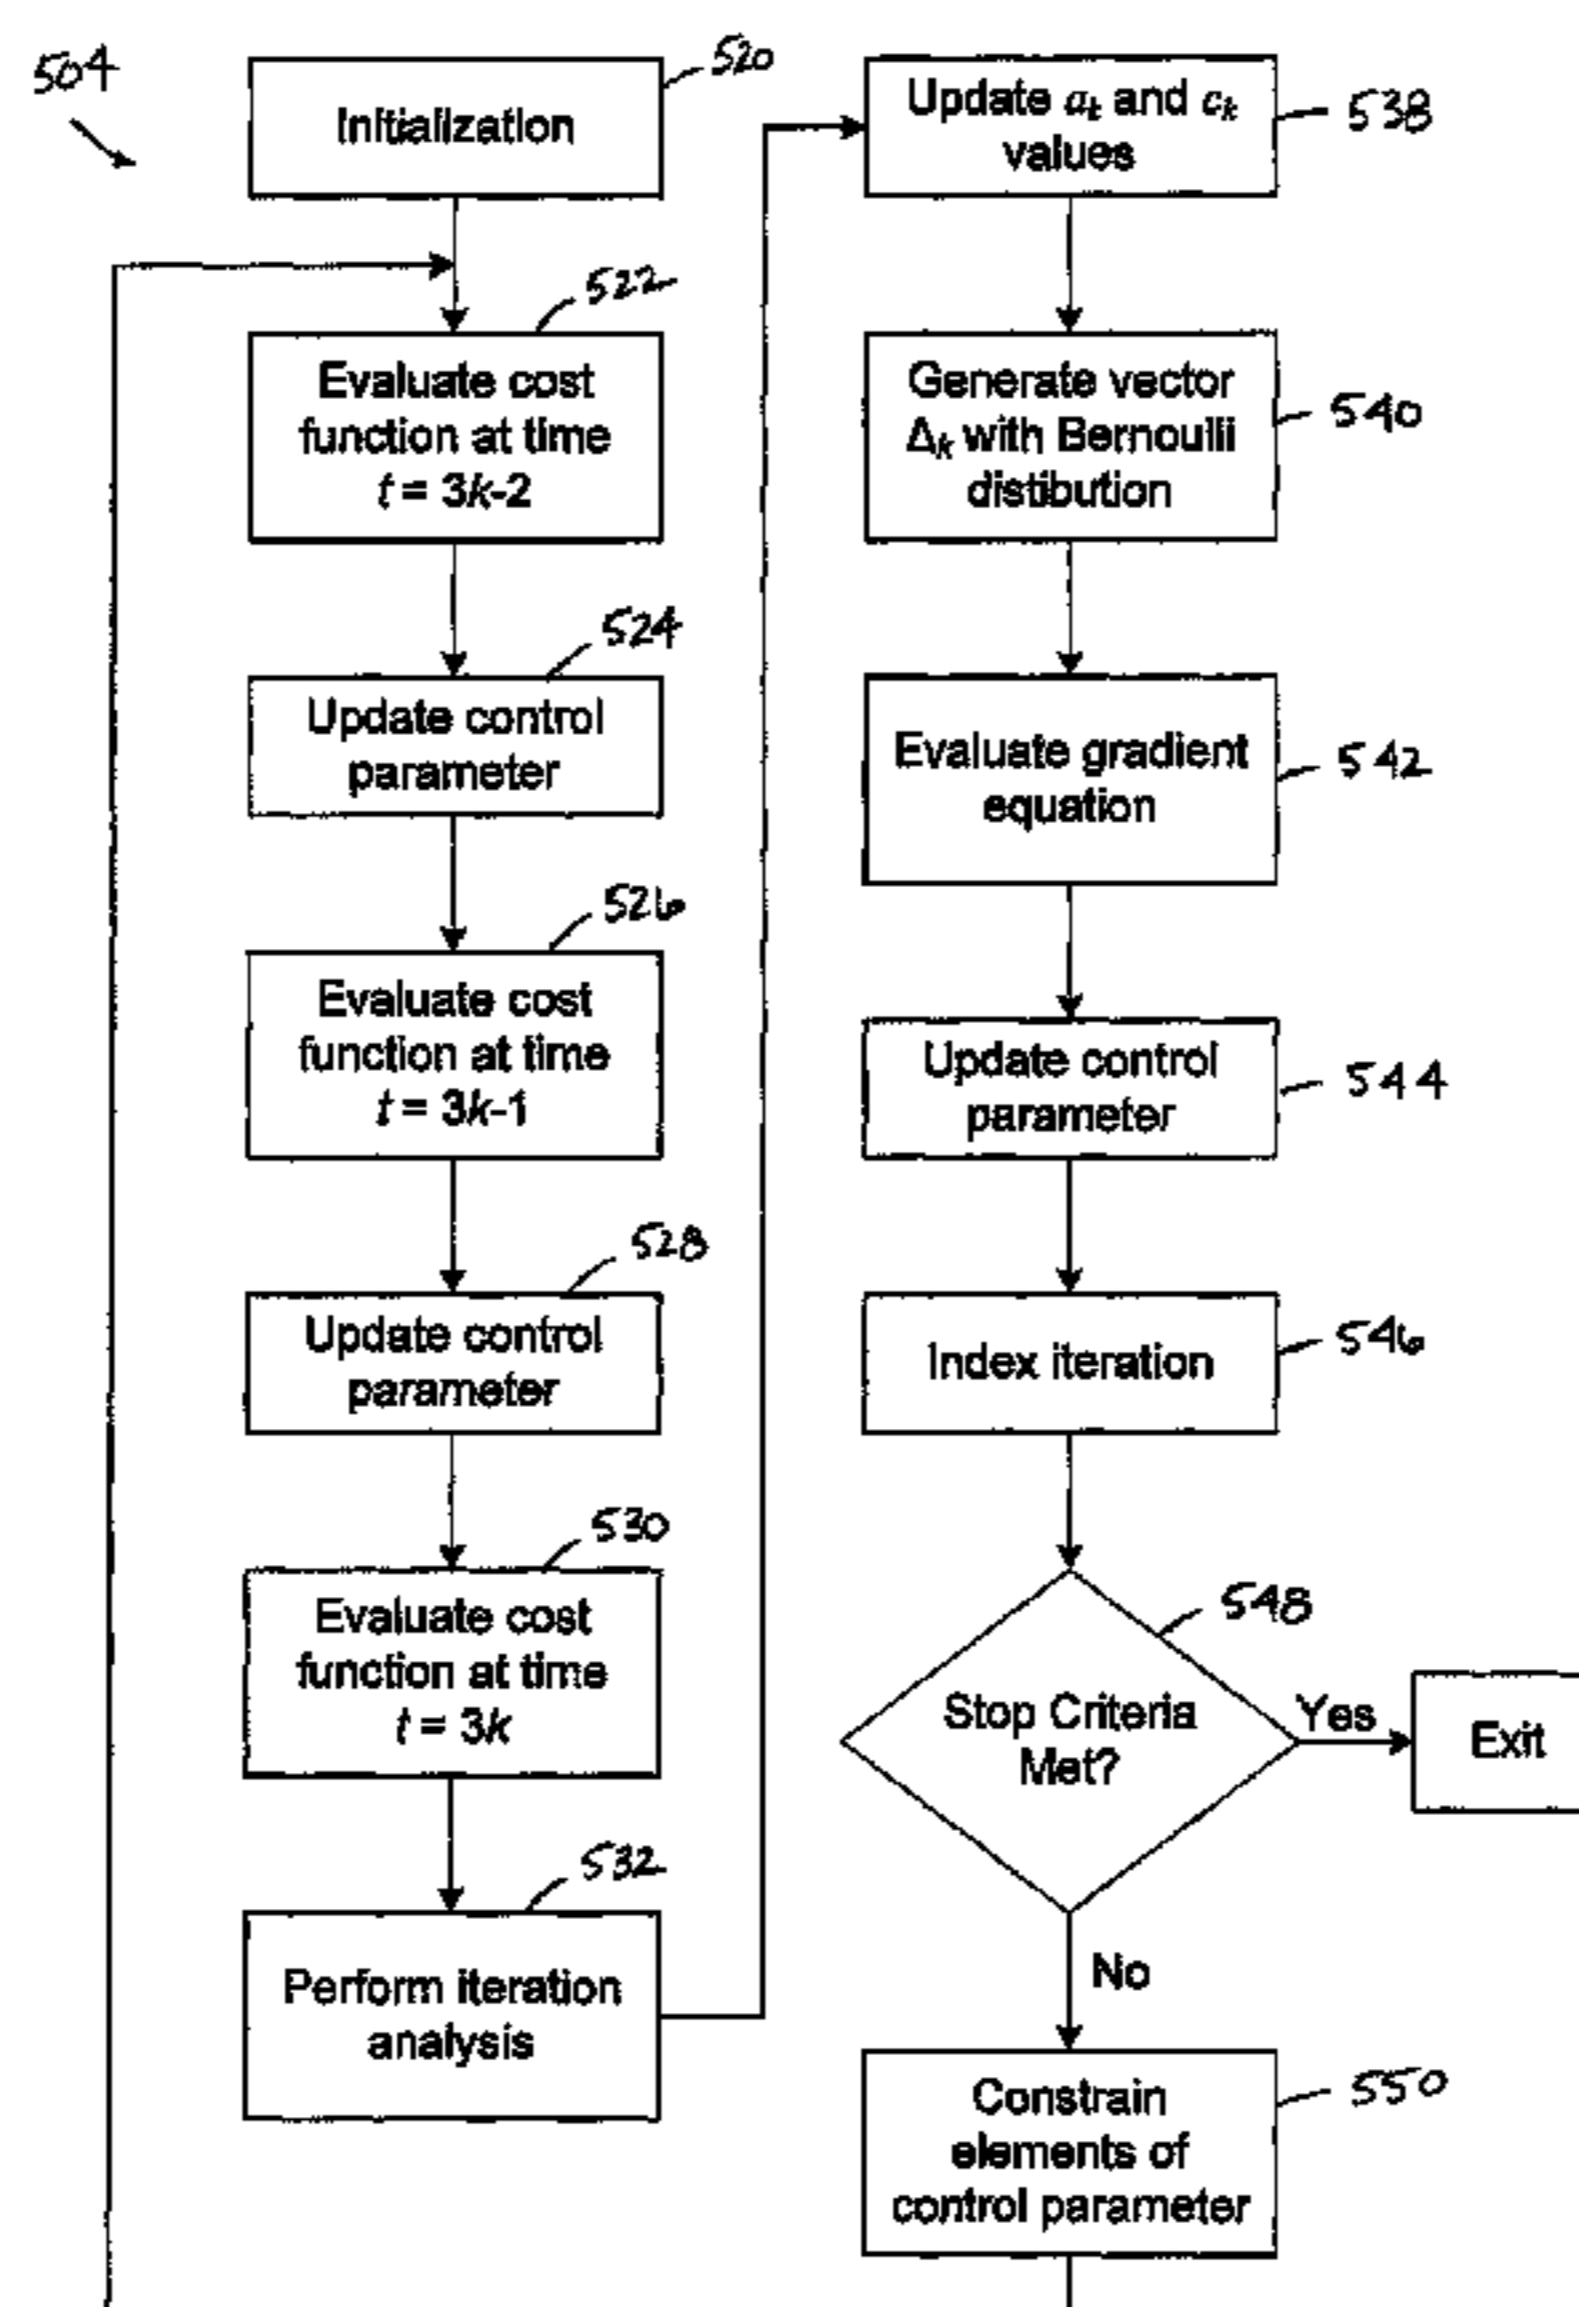 504
Initialization
520
522
Evaluate cost
function at time
t = 3k-2
524
Update control
parameter
526
Evaluate cost
function at time
t = 3k-1
528
Update control
parameter
530
Evaluate cost
function at time
t = 3k
532
Perform iteration
analysis
Update aₖ and cₖ
values
538
Generate vector
Δₖ with Bernoulli
distibution
540
Evaluate gradient
equation
542
Update control
parameter
544
Index iteration
546
548
Stop Criteria
Met?
Yes
Exit
No
Constrain
elements of
control parameter
550